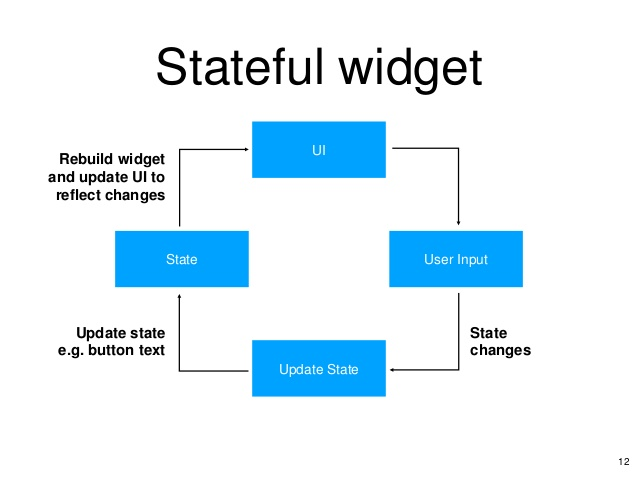 Stateful widget
UI
Rebuild widget
and update UI to
reflect changes
State
User Input
Update state
e.g. button text
State
changes
Update State
12